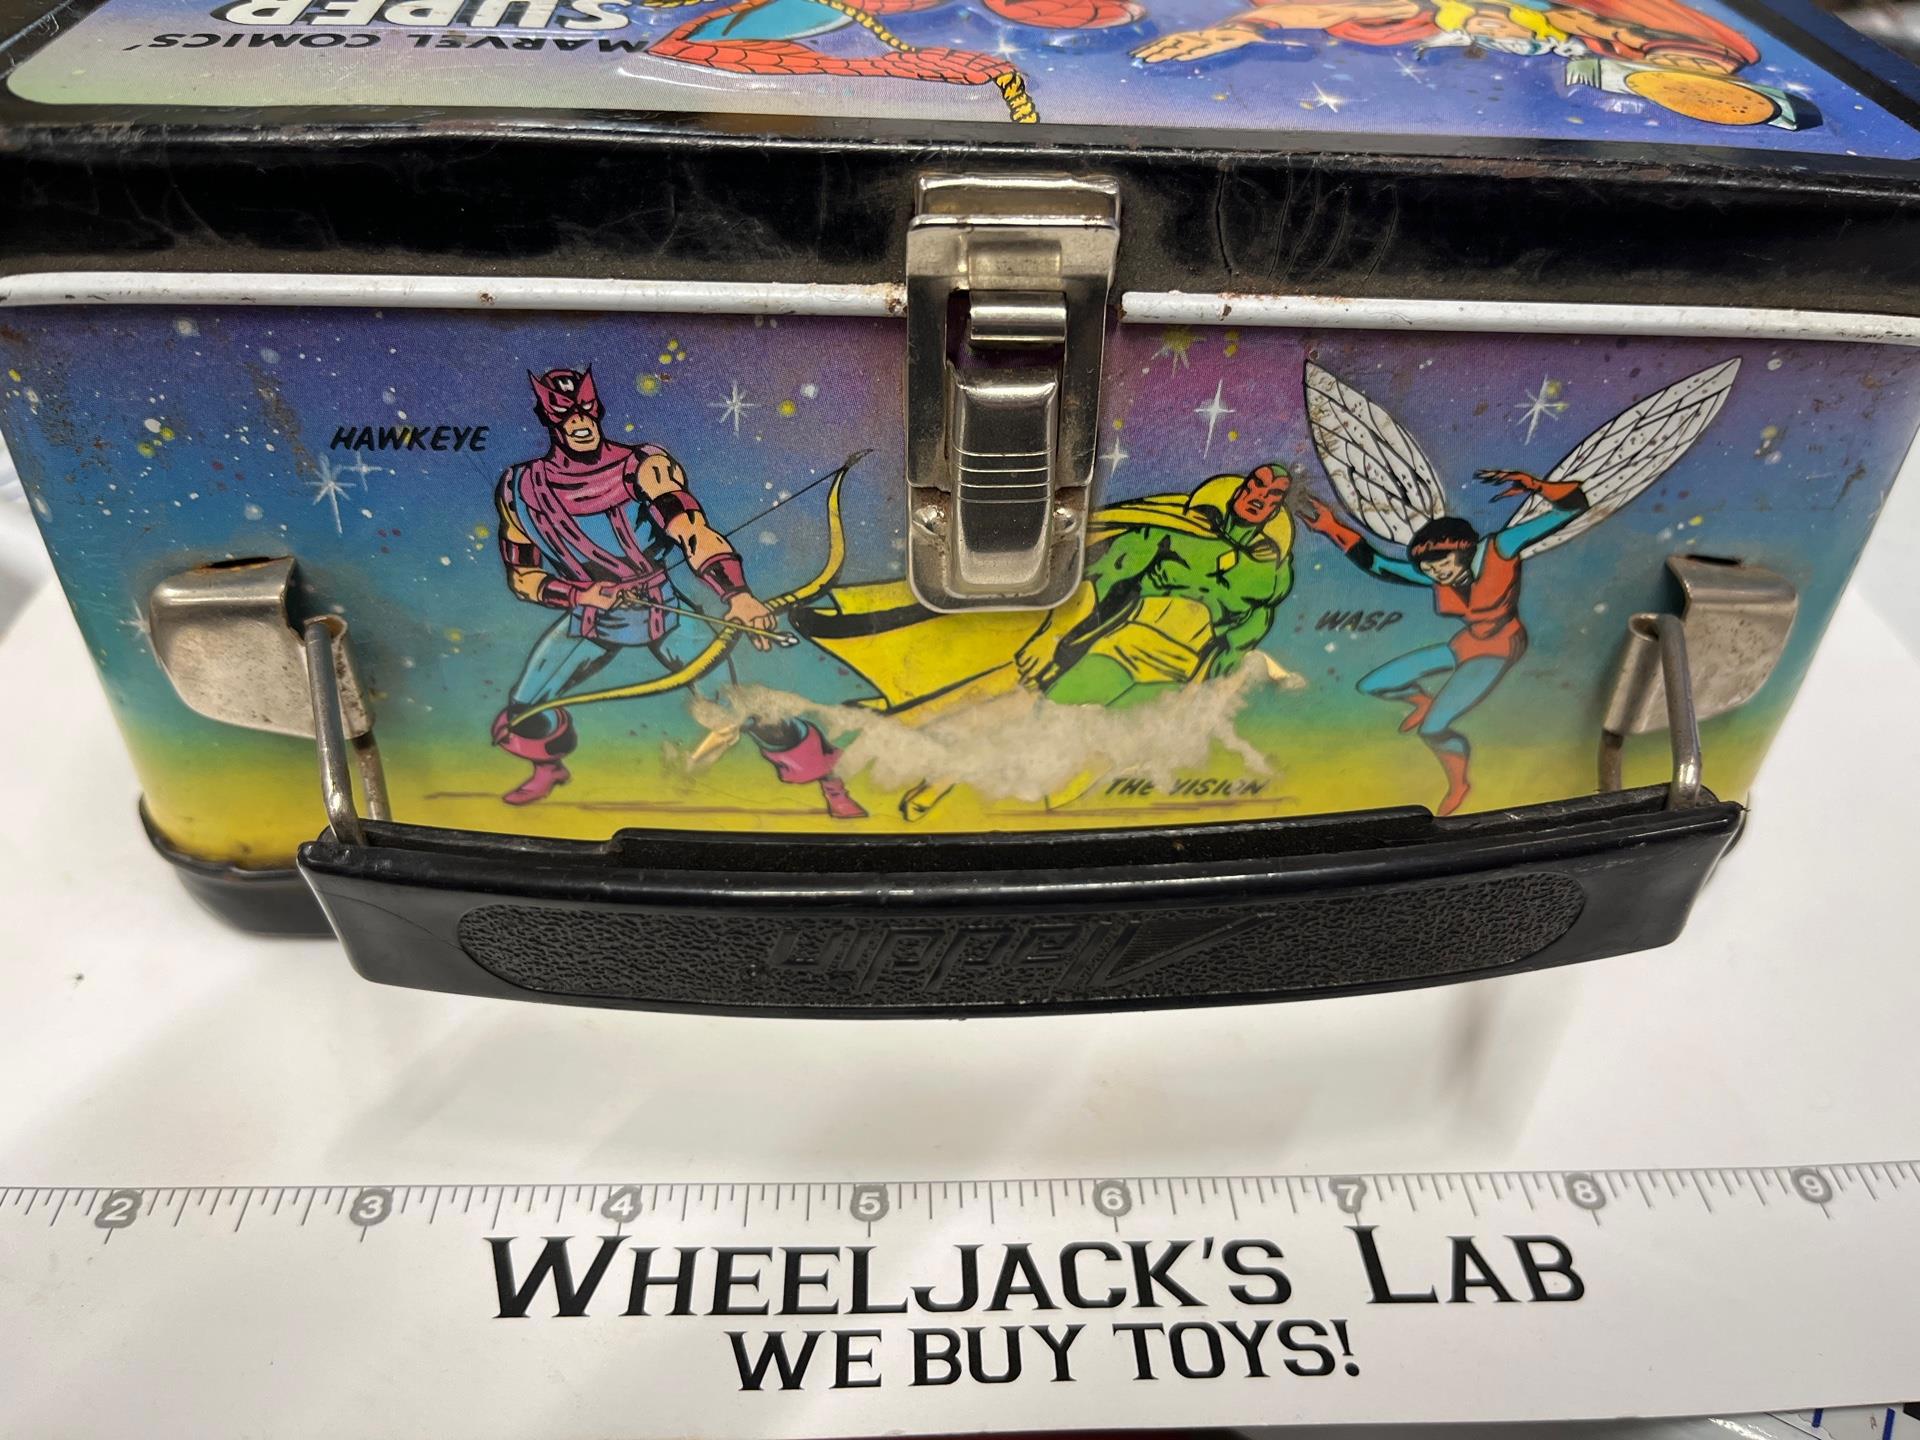 SUPER
MARVEL COMICS'
HAWKEYE
WASP
THE VISION
aladdin
2 3 4 5 6 7 8 9
WHEELJACK'S LAB
WE BUY TOYS!